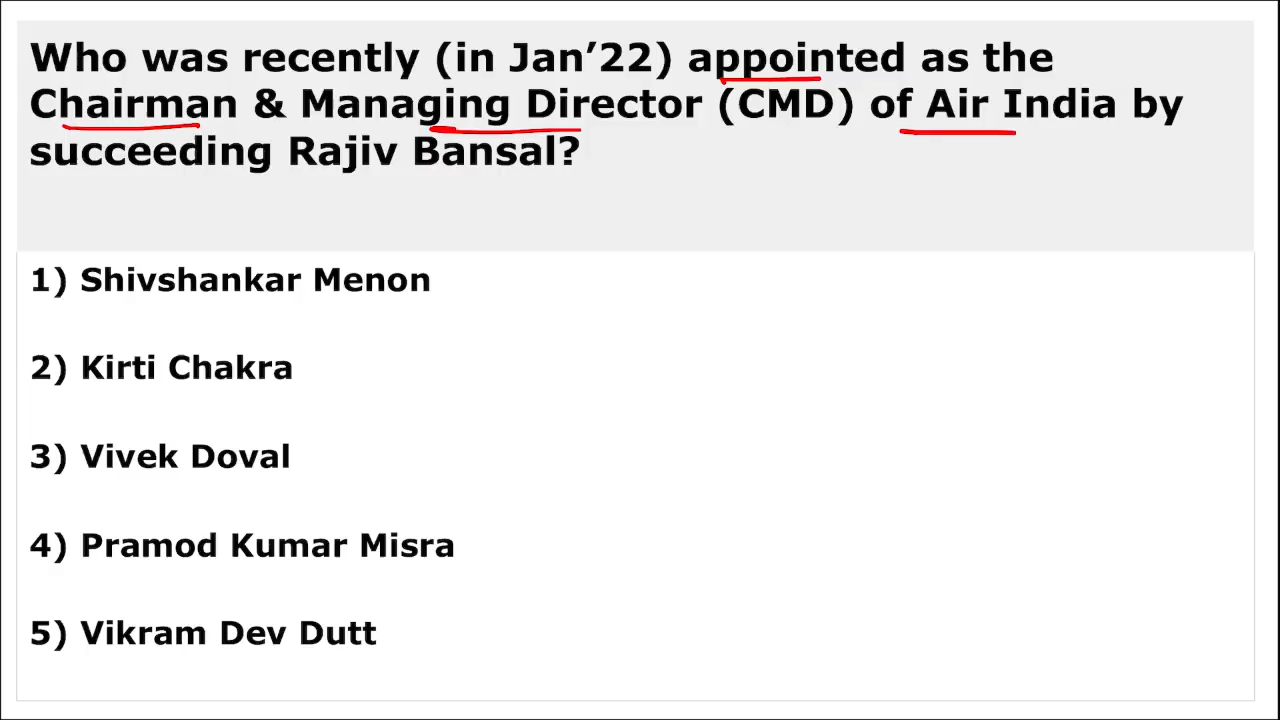 Who was recently (in Jan’22) appointed as the
Chairman & Managing Director (CMD) of Air India by
succeeding Rajiv Bansal?
1) Shivshankar Menon
2) Kirti Chakra
3) Vivek Doval
4) Pramod Kumar Misra
5) Vikram Dev Dutt